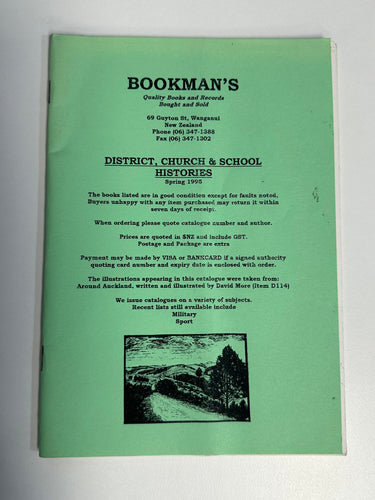 BOOKMAN'S
Quality Books and Records
Bought and Sold
69 Guyton St, Wanganui
New Zealand
Phone (06) 347-1388
Fax (06) 347-1302
DISTRICT, CHURCH & SCHOOL
HISTORIES
Spring 1995
The books listed are in good condition except for faults noted.
Buyers unhappy with any item purchased may return it within
seven days of receipt.
When ordering please quote catalogue number and author.
Prices are quoted in $NZ and include GST.
Postage and Package are extra
Payment may be made by VISA or BANKCARD if a signed authority
quoting card number and expiry date is enclosed with order.
The illustrations appearing in this catalogue were taken from:
Around Auckland, written and illustrated by David More (Item D114)
We issue catalogues on a variety of subjects.
Recent lists still available include
Military
Sport